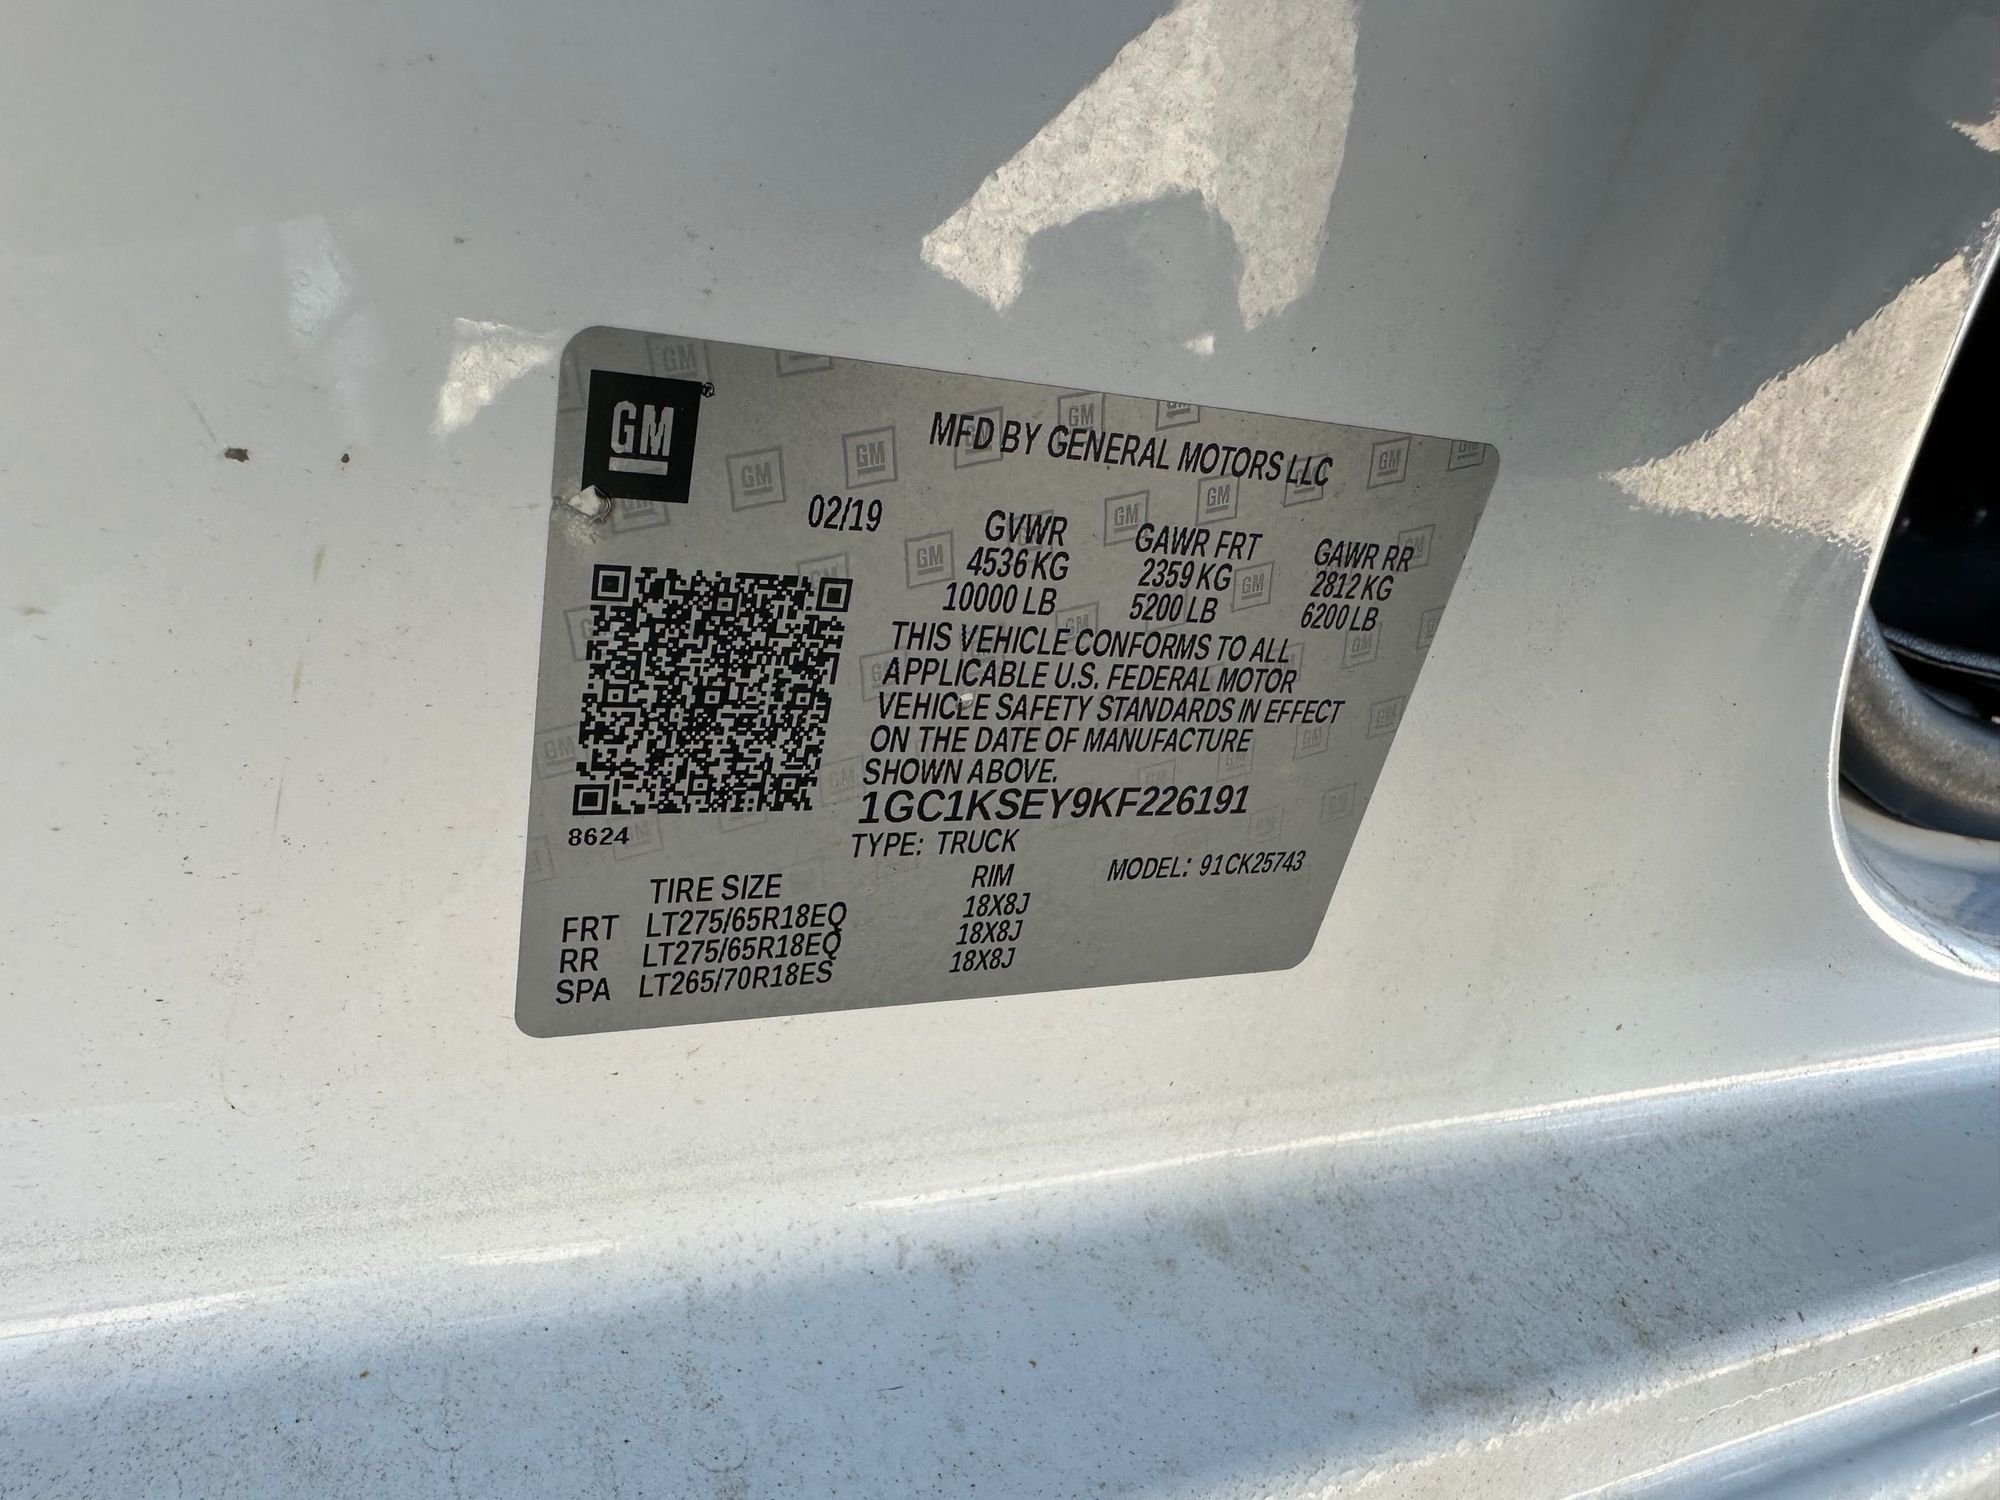 GM®
MFD BY GENERAL MOTORS LLC
02/19
GVWR GAWR FRT GAWR RR
4536 KG 2359 KG 2812 KG
10000 LB 5200 LB 6200 LB
THIS VEHICLE CONFORMS TO ALL
APPLICABLE U.S. FEDERAL MOTOR
VEHICLE SAFETY STANDARDS IN EFFECT
ON THE DATE OF MANUFACTURE
SHOWN ABOVE.
1GC1KSEY9KF226191
8624
TYPE: TRUCK
MODEL: 91CK25743
TIRE SIZE RIM
FRT LT275/65R18EQ 18X8J
RR LT275/65R18EQ 18X8J
SPA LT265/70R18ES 18X8J